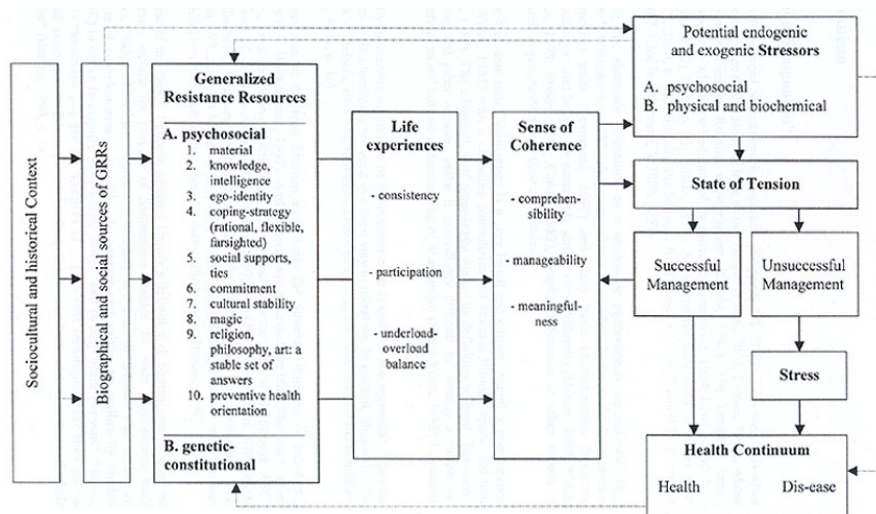 Sociocultural and historical Context
Biographical and social sources of GRRs
Generalized
Resistance Resources
A. psychosocial
1. material
2. knowledge,
intelligence
3. ego-identity
4. coping-strategy
(rational, flexible,
farsighted)
5. social supports,
ties
6. commitment
7. cultural stability
8. magic
9. religion,
philosophy, art: a
stable set of
answers
10. preventive health
orientation
B. genetic-
constitutional
Life
experiences
- consistency
- participation
- underload-
overload
balance
Sense of
Coherence
- comprehen-
sibility
- manageability
- meaningful-
ness
Potential endogenic
and exogenic Stressors
A. psychosocial
B. physical and biochemical
State of Tension
Successful
Management
Unsuccessful
Management
Stress
Health Continuum
Health Dis-ease